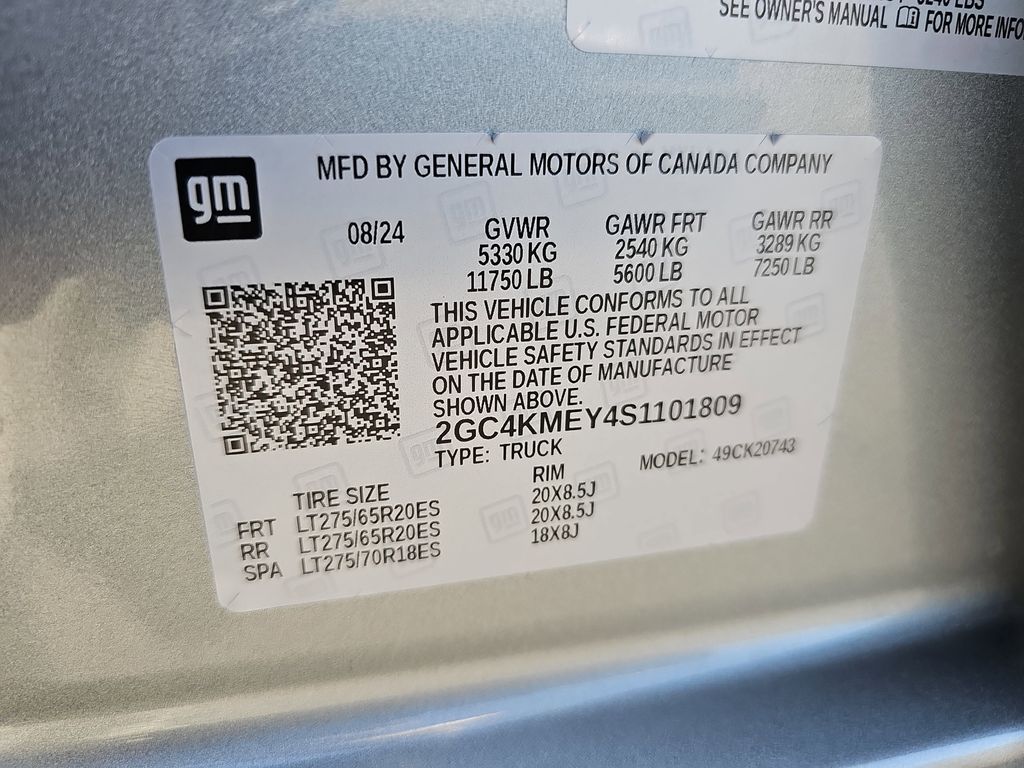 SEE OWNER'S MANUAL FOR MORE INFO
gm
MFD BY GENERAL MOTORS OF CANADA COMPANY
08/24 GVWR GAWR FRT GAWR RR
5330 KG 2540 KG 3289 KG
11750 LB 5600 LB 7250 LB
THIS VEHICLE CONFORMS TO ALL
APPLICABLE U.S. FEDERAL MOTOR
VEHICLE SAFETY STANDARDS IN EFFECT
ON THE DATE OF MANUFACTURE
SHOWN ABOVE.
2GC4KMEY4S1101809
TYPE: TRUCK MODEL: 49CK20743
TIRE SIZE RIM
FRT LT275/65R20ES 20X8.5J
RR LT275/65R20ES 20X8.5J
SPA LT275/70R18ES 18X8J